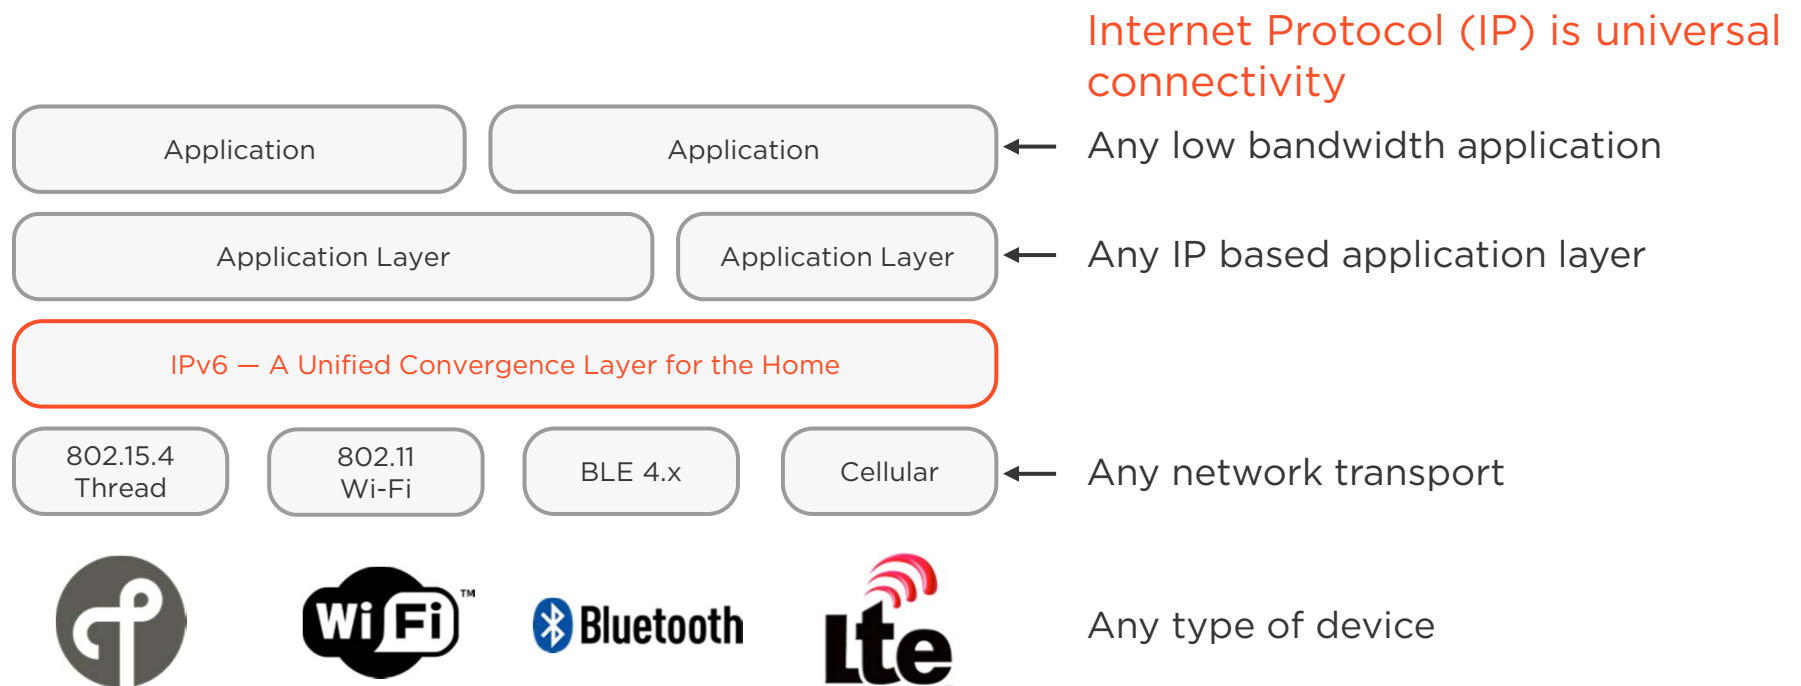 Internet Protocol (IP) is universal
connectivity
Application
Application
Any low bandwidth application
Application Layer
Application Layer
Any IP based application layer
IPv6 — A Unified Convergence Layer for the Home
802.15.4
Thread
802.11
Wi-Fi
BLE 4.x
Cellular
Any network transport
Wi Fi™
Bluetooth
Lte
Any type of device